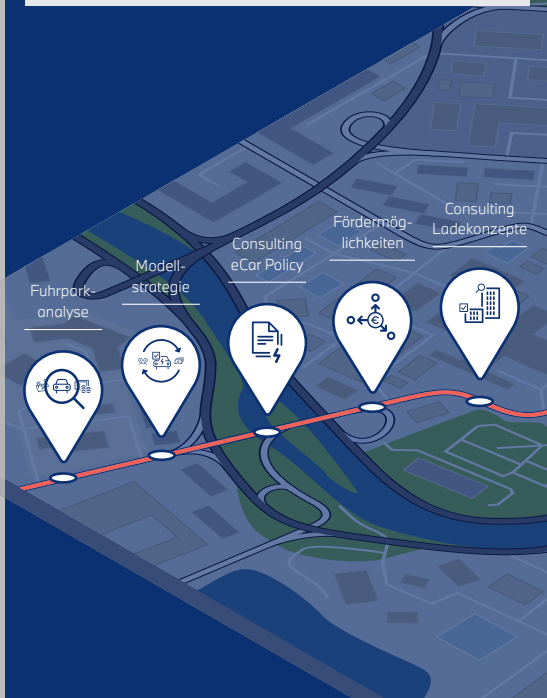 Fuhrpark-
analyse
Modell-
strategie
Consulting
eCar Policy
Fördermög-
lichkeiten
Consulting
Ladekonzepte